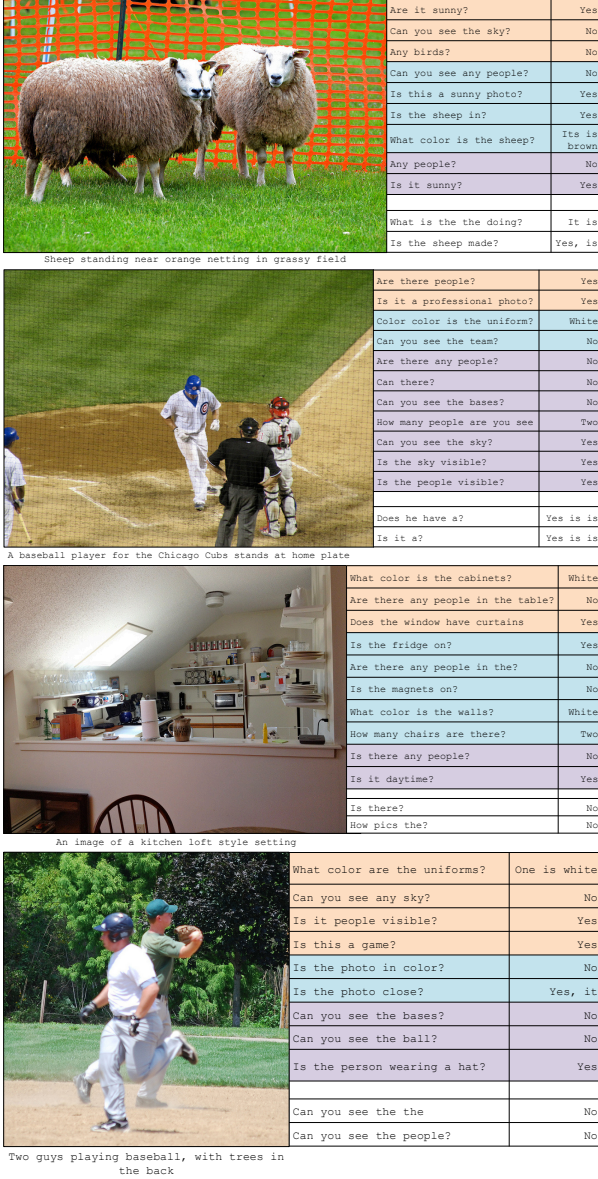 Are it sunny? Yes
Can you see the sky? No
Any birds? No
Can you see any people? No
Is this a sunny photo? Yes
Is the sheep in? Yes
What color is the sheep? Its is brown
Any people? No
Is it sunny? Yes
What is the the doing? It is
Is the sheep made? Yes, is
Sheep standing near orange netting in grassy field
Are there people? Yes
Is it a professional photo? Yes
Color color is the uniform? White
Can you see the team? No
Are there any people? No
Can there? No
Can you see the bases? No
How many people are you see Two
Can you see the sky? Yes
Is the sky visible? Yes
Is the people visible? Yes
Does he have a? Yes is is
Is it a? Yes is is
A baseball player for the Chicago Cubs stands at home plate
What color is the cabinets? White
Are there any people in the table? No
Does the window have curtains Yes
Is the fridge on? Yes
Are there any people in the? No
Is the magnets on? No
What color is the walls? White
How many chairs are there? Two
Is there any people? No
Is it daytime? Yes
Is there? No
How pics the? No
An image of a kitchen loft style setting
What color are the uniforms? One is white
Can you see any sky? No
Is it people visible? Yes
Is this a game? Yes
Is the photo in color? No
Is the photo close? Yes, it
Can you see the bases? No
Can you see the ball? No
Is the person wearing a hat? Yes
Can you see the the No
Can you see the people? No
Two guys playing baseball, with trees in
the back